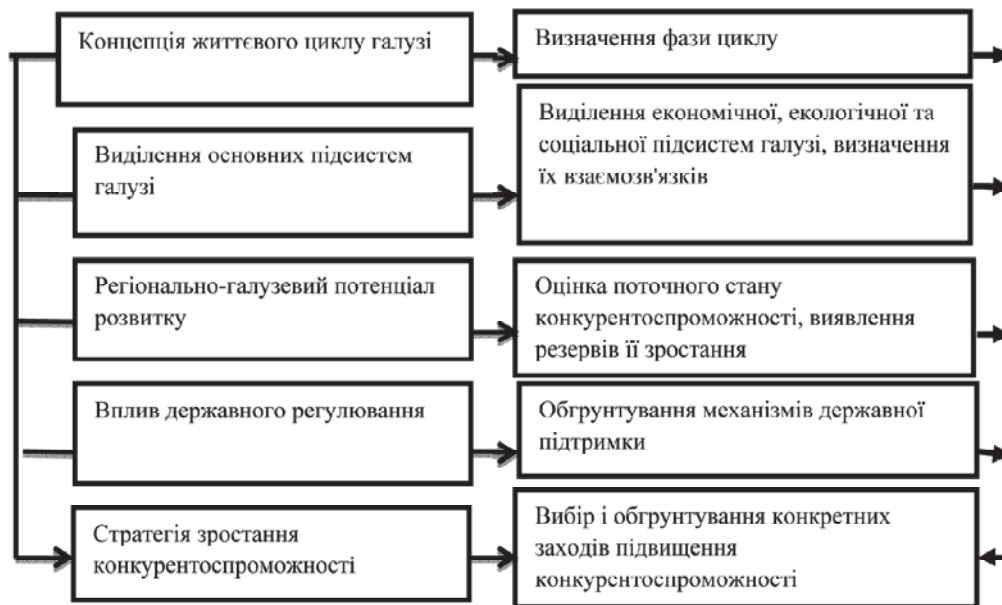 Концепція життєвого циклу галузі
Визначення фази циклу
Виділення основних підсистем
галузі
Виділення економічної, екологічної та
соціальної підсистем галузі, визначення
їх взаємозв'язків
Регіонально-галузевий потенціал
розвитку
Оцінка поточного стану
конкурентоспроможності, виявлення
резервів її зростання
Вплив державного регулювання
Обгрунтування механізмів державної
підтримки
Стратегія зростання
конкурентоспроможності
Вибір і обгрунтування конкретних
заходів підвищення
конкурентоспроможності